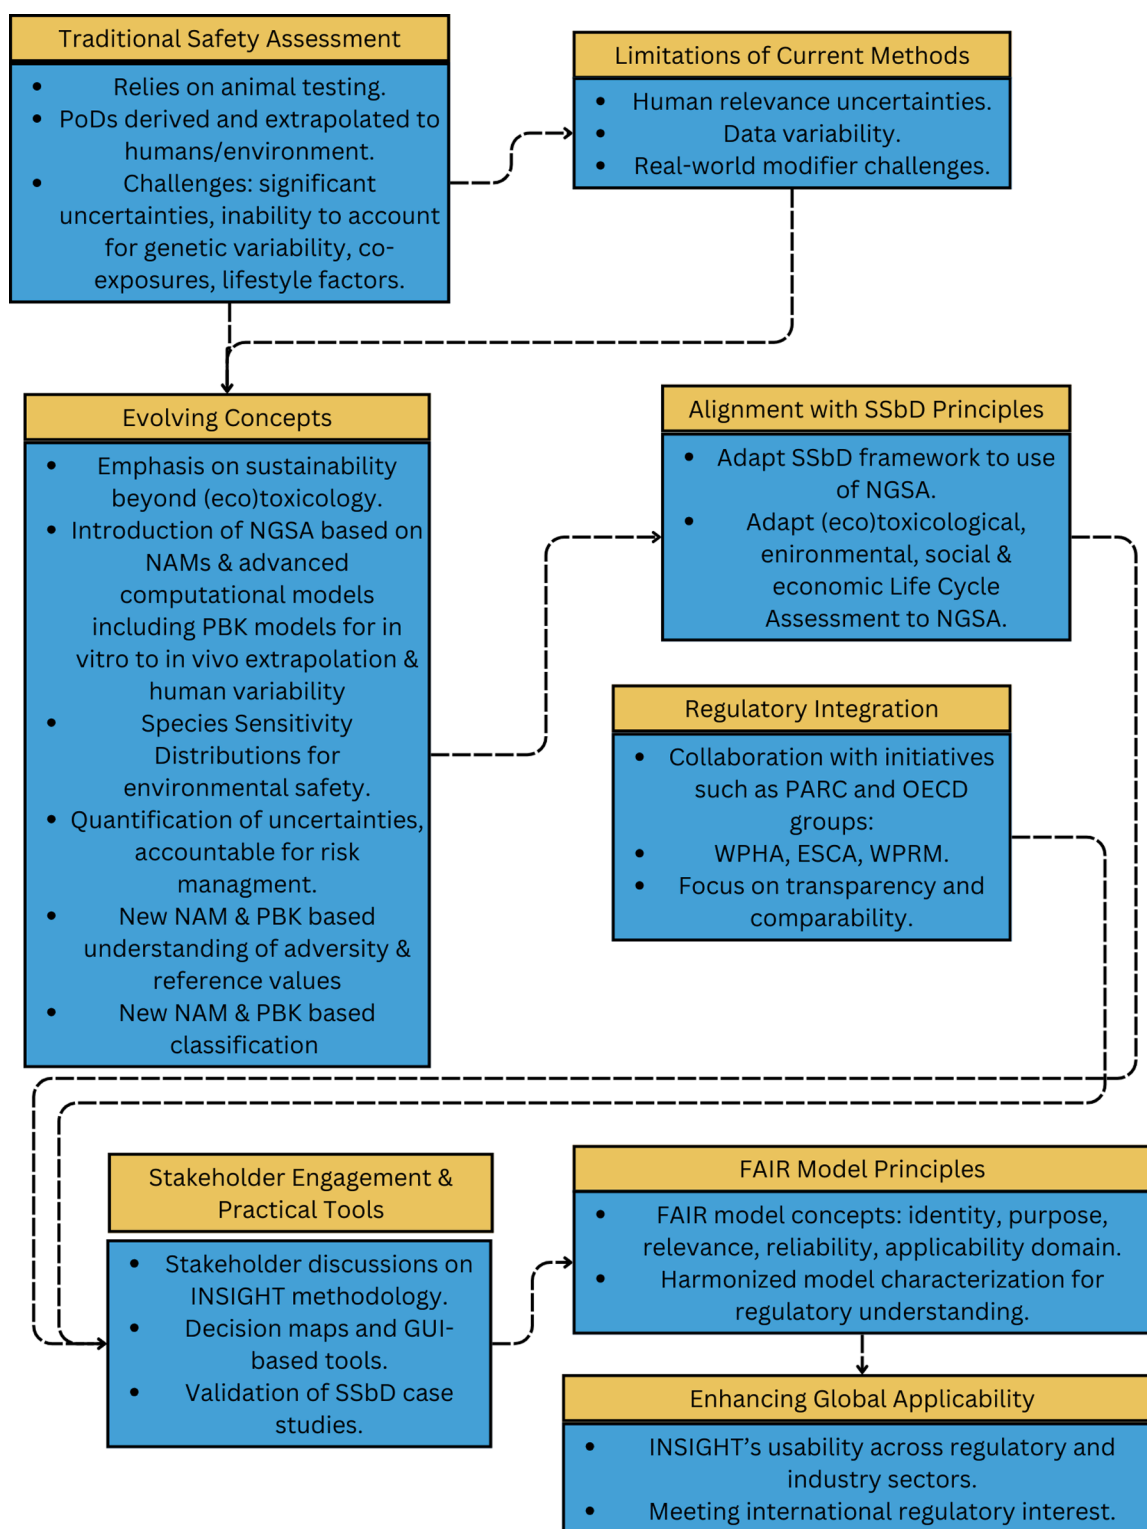 Traditional Safety Assessment
• Relies on animal testing.
• PoDs derived and extrapolated to
humans/environment.
• Challenges: significant
uncertainties, inability to account
for genetic variability, co-
exposures, lifestyle factors.
Limitations of Current Methods
• Human relevance uncertainties.
• Data variability.
• Real-world modifier challenges.
Evolving Concepts
• Emphasis on sustainability
beyond (eco)toxicology.
• Introduction of NGSA based on
NAMs & advanced
computational models
including PBK models for in
vitro to in vivo extrapolation &
human variability
• Species Sensitivity
Distributions for
environmental safety.
• Quantification of uncertainties,
accountable for risk
managment.
• New NAM & PBK based
understanding of adversity &
reference values
• New NAM & PBK based
classification
Alignment with SSbD Principles
• Adapt SSbD framework to use
of NGSA.
• Adapt (eco)toxicological,
enironmental, social &
economic Life Cycle
Assessment to NGSA.
Regulatory Integration
• Collaboration with initiatives
such as PARC and OECD
groups:
• WPHA, ESCA, WPRM.
• Focus on transparency and
comparability.
Stakeholder Engagement &
Practical Tools
• Stakeholder discussions on
INSIGHT methodology.
• Decision maps and GUI-
based tools.
• Validation of SSbD case
studies.
FAIR Model Principles
• FAIR model concepts: identity, purpose,
relevance, reliability, applicability domain.
• Harmonized model characterization for
regulatory understanding.
Enhancing Global Applicability
• INSIGHT’s usability across regulatory and
industry sectors.
• Meeting international regulatory interest.